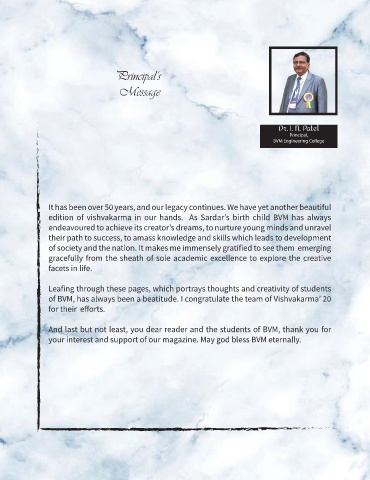 Principal's
Message
Dr. I. N. Patel
Principal,
BVM Engineering College
It has been over 50 years, and our legacy continues. We have yet another beautiful
edition of vishvakarma in our hands. As Sardar's birth child BVM has always
endeavoured to achieve its creator's dreams, to nurture young minds and unravel
their path to success, to amass knowledge and skills which leads to development
of society and the nation. It makes me immensely gratified to see them emerging
gracefully from the sheath of sole academic excellence to explore the creative
facets in life.
Leafing through these pages, which portrays thoughts and creativity of students
of BVM, has always been a beatitude. I congratulate the team of Vishvakarma' 20
for their efforts.
And last but not least, you dear reader and the students of BVM, thank you for
your interest and support of our magazine. May god bless BVM eternally.